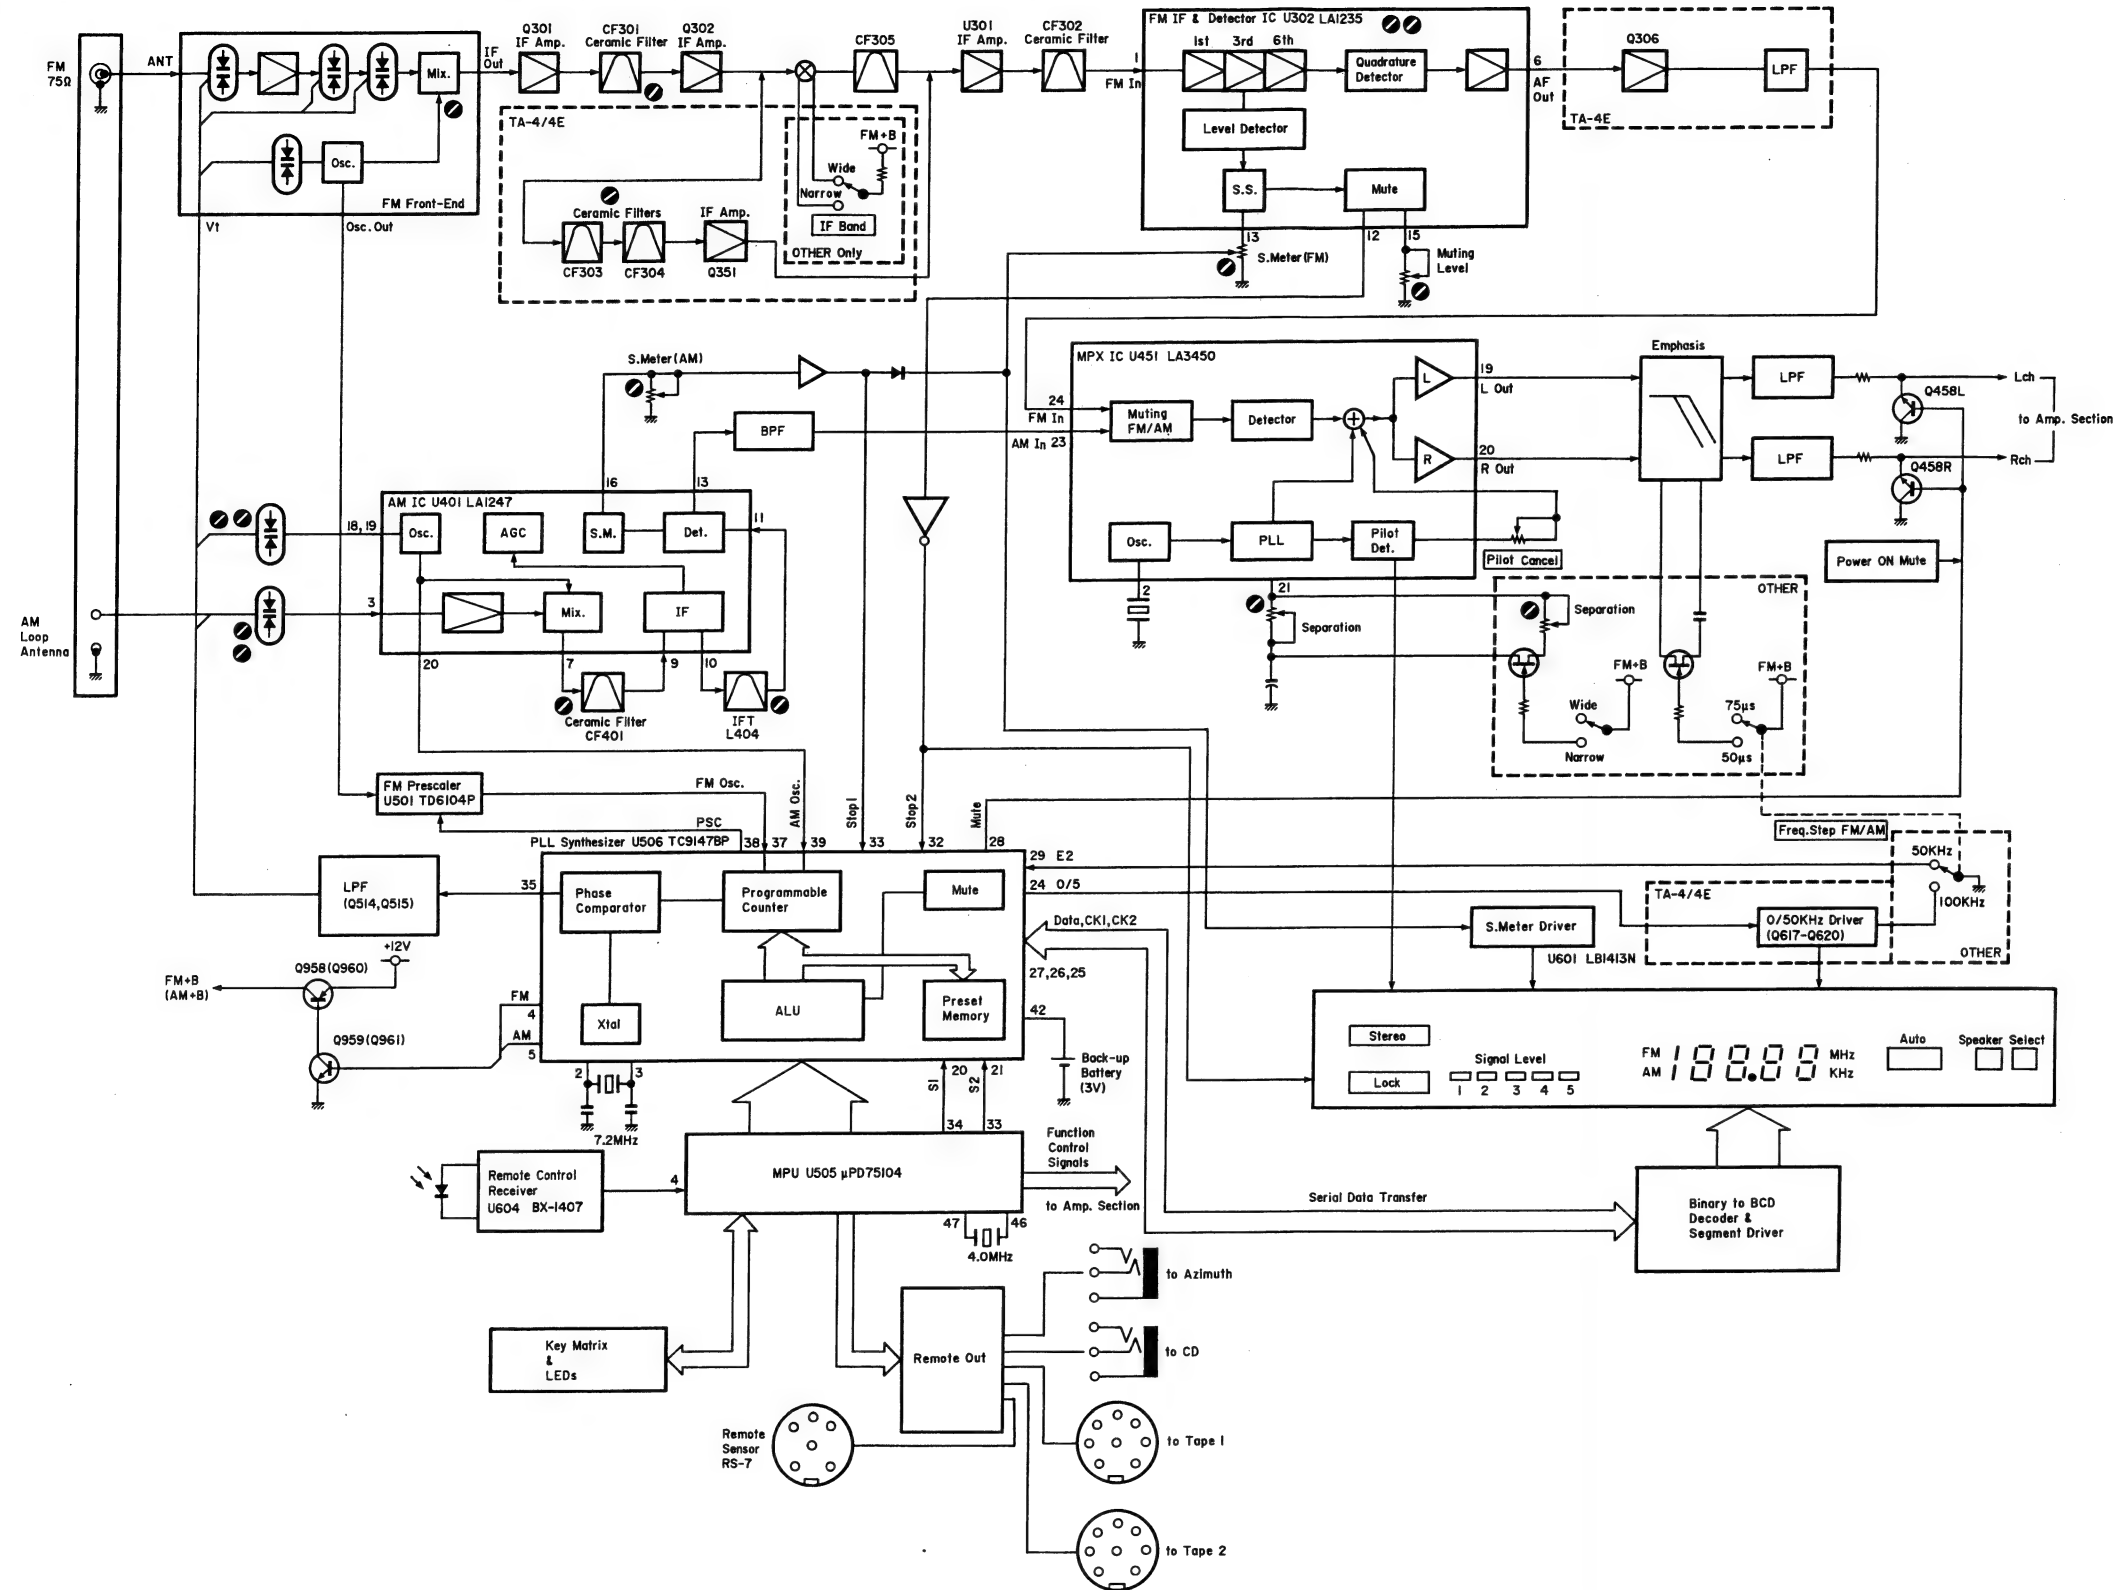 FM
75Ω
ANT
Mix.
Osc.
FM Front-End
Vt
Osc.Out
IF
Out
Q301
IF Amp.
CF301
Ceramic Filter
Q302
IF Amp.
CF305
U301
IF Amp.
CF302
Ceramic Filter
TA-4/4E
FM+B
Wide
Narrow
IF Band
OTHER Only
Ceramic Filters
IF Amp.
CF303
CF304
Q351
FM IF & Detector IC U302 LA1235
1
FM In
1st
3rd
6th
Quadrature
Detector
6
AF
Out
Level Detector
S.S.
Mute
13
12
15
S.Meter(FM)
Muting
Level
Q306
LPF
TA-4E
S.Meter(AM)
BPF
24
FM In
AM In 23
MPX IC U451 LA3450
Muting
FM/AM
Detector
L
R
19
L Out
20
R Out
Osc.
PLL
Pilot
Det.
Pilot Cancel
2
21
Separation
Emphasis
LPF
LPF
Q458L
Q458R
Lch
Rch
to Amp. Section
Power ON Mute
OTHER
Separation
FM+B
FM+B
Wide
Narrow
75µs
50µs
AM
Loop
Antenna
AM IC U401 LA1247
18,19
3
16
13
11
Osc.
AGC
S.M.
Det.
Mix.
IF
20
7
9
10
Ceramic Filter
CF401
IFT
L404
FM Prescaler
U501 TD6104P
FM Osc.
PSC
AM Osc.
Stop1
Stop2
Mute
PLL Synthesizer U506 TC9147BP
38
37
39
33
32
28
LPF
(Q514,Q515)
35
Phase
Comparator
Programmable
Counter
Mute
Xtal
ALU
Preset
Memory
29 E2
24 0/5
Data,CK1,CK2
27,26,25
42
Back-up
Battery
(3V)
+12V
Q958(Q960)
FM+B
(AM+B)
Q959(Q961)
FM
4
AM
5
2
3
7.2MHz
S1
20
S2
21
34
33
Freq.Step FM/AM
50KHz
100KHz
TA-4/4E
0/50KHz Driver
(Q617-Q620)
OTHER
S.Meter Driver
U601 LB1413N
Stereo
Lock
Signal Level
1 2 3 4 5
FM
AM
188.88
MHz
KHz
Auto
Speaker Select
Remote Control
Receiver
U604 BX-1407
4
MPU U505 µPD75104
Function
Control
Signals
to Amp. Section
47
46
4.0MHz
Serial Data Transfer
Binary to BCD
Decoder &
Segment Driver
Key Matrix
&
LEDs
Remote Out
to Azimuth
to CD
Remote
Sensor
RS-7
to Tape 1
to Tape 2